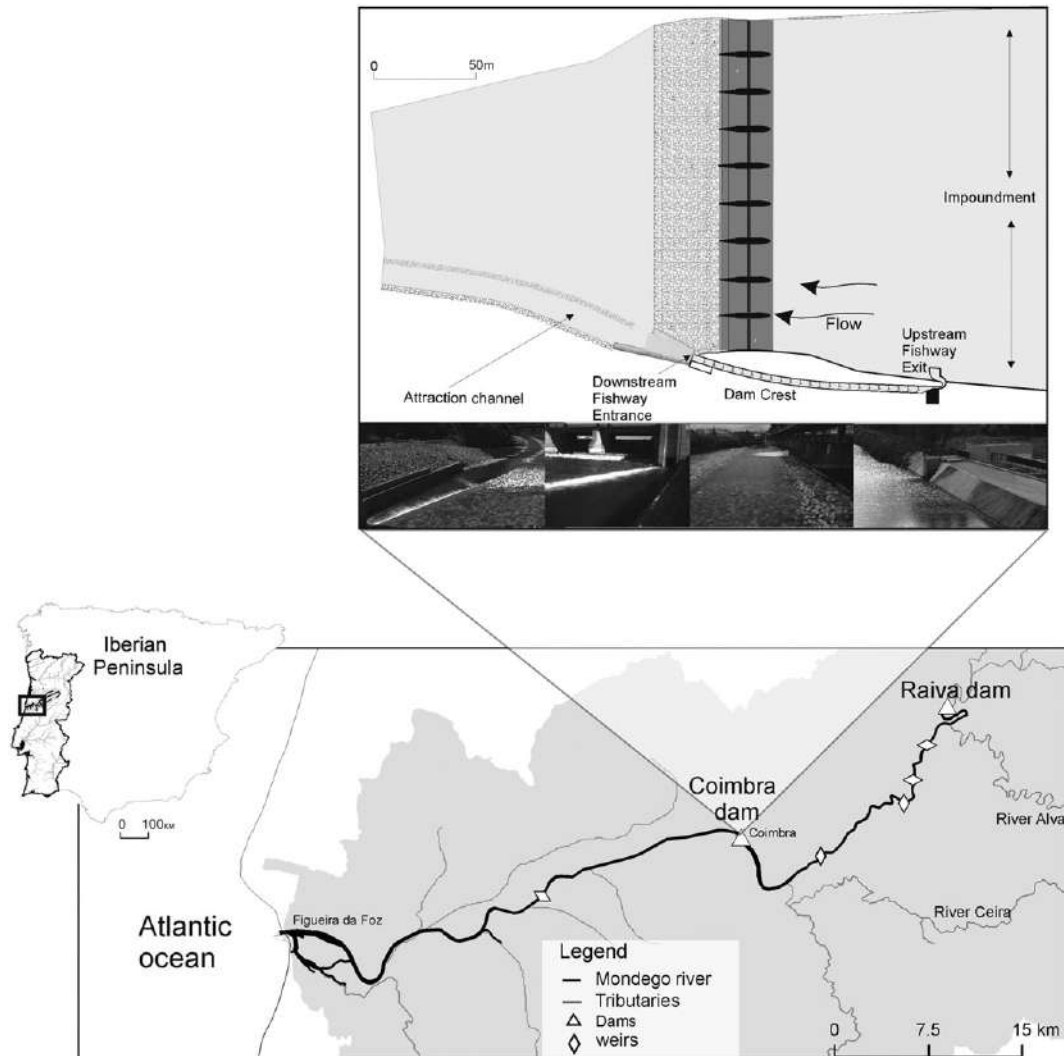 0
50m
Impoundment
Flow
Upstream
Fishway
Exit
Downstream
Fishway
Entrance
Attraction channel
Dam Crest
Iberian
Peninsula
0 100KM
Raiva dam
Coimbra
dam
Coimbra
River Alva
River Ceira
Figueira da Foz
Atlantic
ocean
Legend
Mondego river
Tributaries
Dams
weirs
0 7.5 15 km